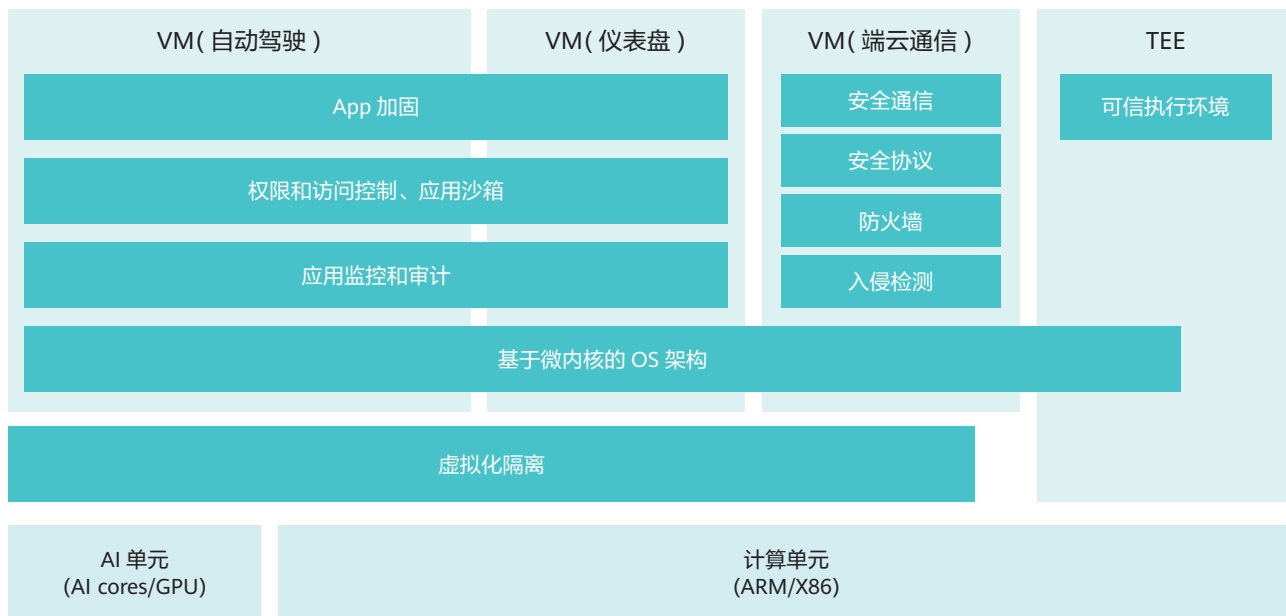 VM( 自动驾驶 )
VM( 仪表盘 )
VM( 端云通信 )
TEE
App 加固
安全通信
可信执行环境
安全协议
权限和访问控制、应用沙箱
防火墙
应用监控和审计
入侵检测
基于微内核的 OS 架构
虚拟化隔离
AI 单元
(AI cores/GPU)
计算单元
(ARM/X86)